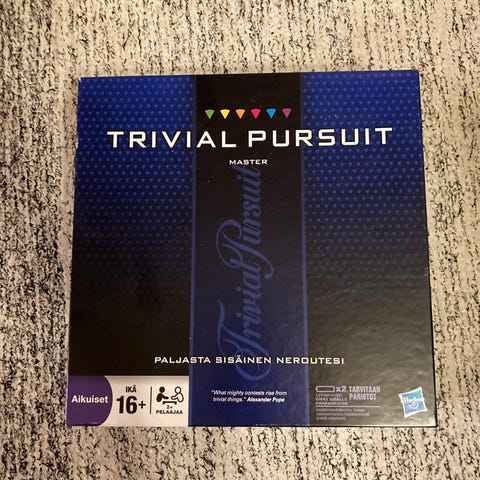 TRIVIAL PURSUIT
MASTER
Trivial Pursuit
PALJASTA SISÄINEN NEROUTESI
Aikuiset
IKÄ
16+
2+
PELAAJAA
"What mighty contests rise from
trivial things." Alexander Pope
x2 TARVITAAN
PARISTOT
Hasbro